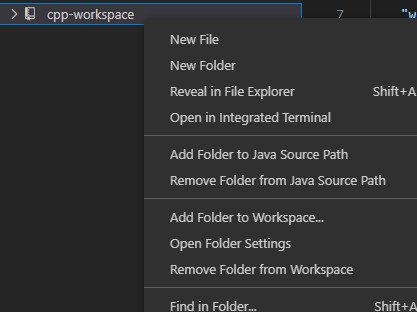 cpp-workspace
7
"w
New File
New Folder
Reveal in File Explorer Shift+A
Open in Integrated Terminal
Add Folder to Java Source Path
Remove Folder from Java Source Path
Add Folder to Workspace...
Open Folder Settings
Remove Folder from Workspace
Find in Folder... Shift+A